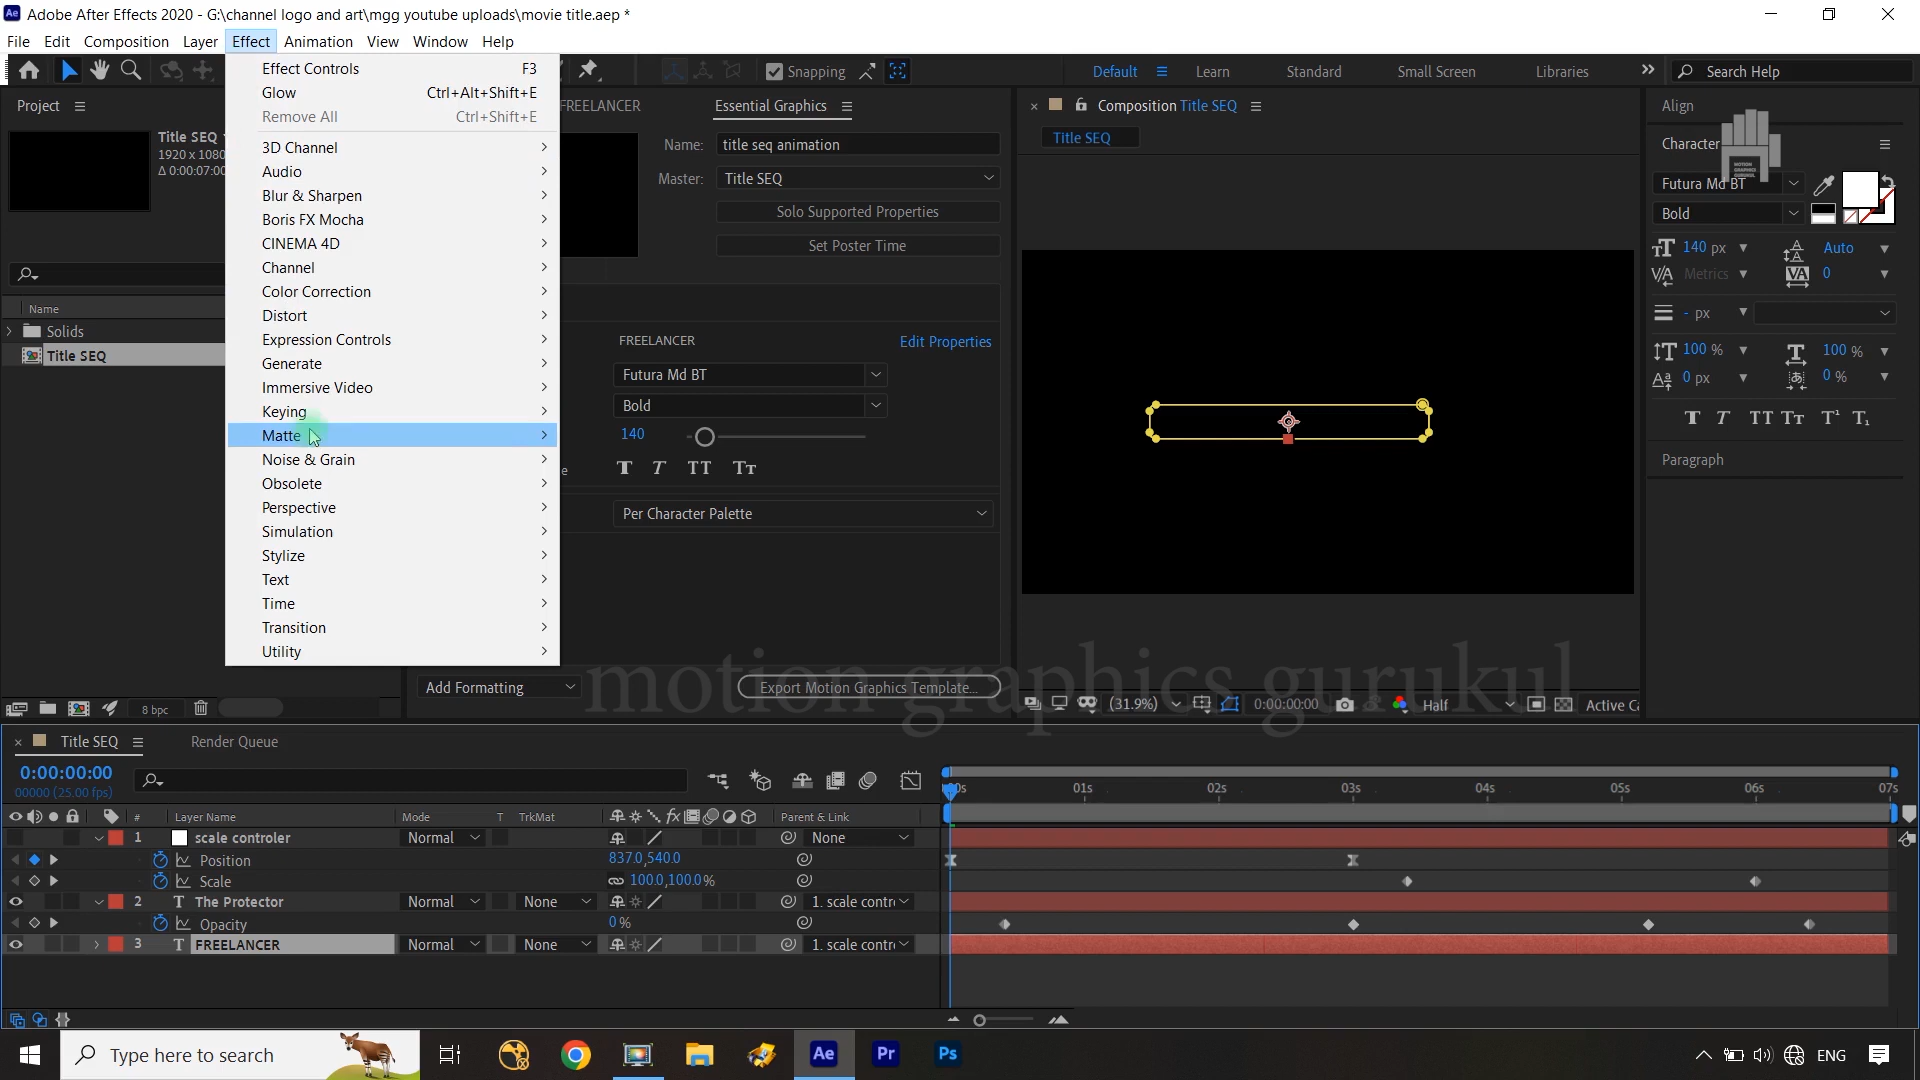 Adobe After Effects 2020 - G:\channel logo and art\mgg youtube uploads\movie title.aep *
File Edit Composition Layer Effect Animation View Window Help
Snapping
Default Learn Standard Small Screen Libraries
Search Help
Effect Controls F3
Glow Ctrl+Alt+Shift+E
Remove All Ctrl+Shift+E
3D Channel
Audio
Blur & Sharpen
Boris FX Mocha
CINEMA 4D
Channel
Color Correction
Distort
Expression Controls
Generate
Immersive Video
Keying
Matte
Noise & Grain
Obsolete
Perspective
Simulation
Stylize
Text
Time
Transition
Utility
Project
Title SEQ
1920 x 1080
Δ 0:00:07:00
Name
Solids
Title SEQ
8 bpc
FREELANCER
Essential Graphics
Name: title seq animation
Master: Title SEQ
Solo Supported Properties
Set Poster Time
FREELANCER Edit Properties
Futura Md BT
Bold
140
T T TT Tт
Per Character Palette
Add Formatting Export Motion Graphics Template...
Composition Title SEQ
Title SEQ
(31.9%) 0:00:00:00 Half Active Ca
Align
Character
MOTION
GRAPHICS
GURUKUL
Futura Md BT
Bold
140 px Auto
Metrics 0
- px
100 % 100 %
0 px 0 %
T T TT Tт T¹ T₁
Paragraph
motion graphics gurukul
Title SEQ Render Queue
0:00:00:00
00000 (25.00 fps)
:00s 01s 02s 03s 04s 05s 06s 07s
# Layer Name Mode T TrkMat Parent & Link
1 scale controler Normal None
Position 837.0,540.0
Scale 100.0,100.0%
2 T The Protector Normal None 1. scale contr
Opacity 0%
3 T FREELANCER Normal None 1. scale contr
Type here to search
Ae Pr Ps
ENG